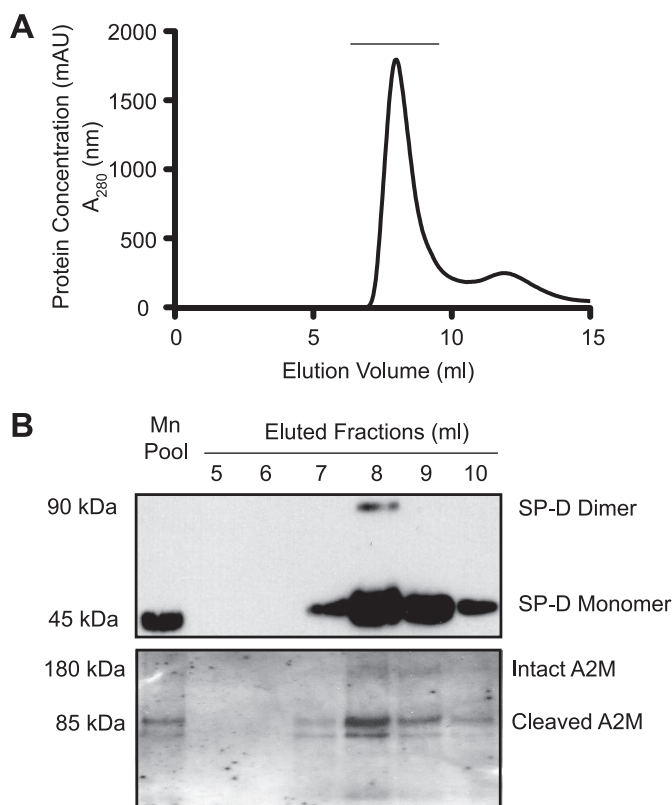 A
Protein Concentration (mAU)
A280 (nm)
2000
1500
1000
500
0
0
5
10
15
Elution Volume (ml)
B
Mn
Pool
Eluted Fractions (ml)
5 6 7 8 9 10
90 kDa
SP-D Dimer
45 kDa
SP-D Monomer
180 kDa
Intact A2M
85 kDa
Cleaved A2M